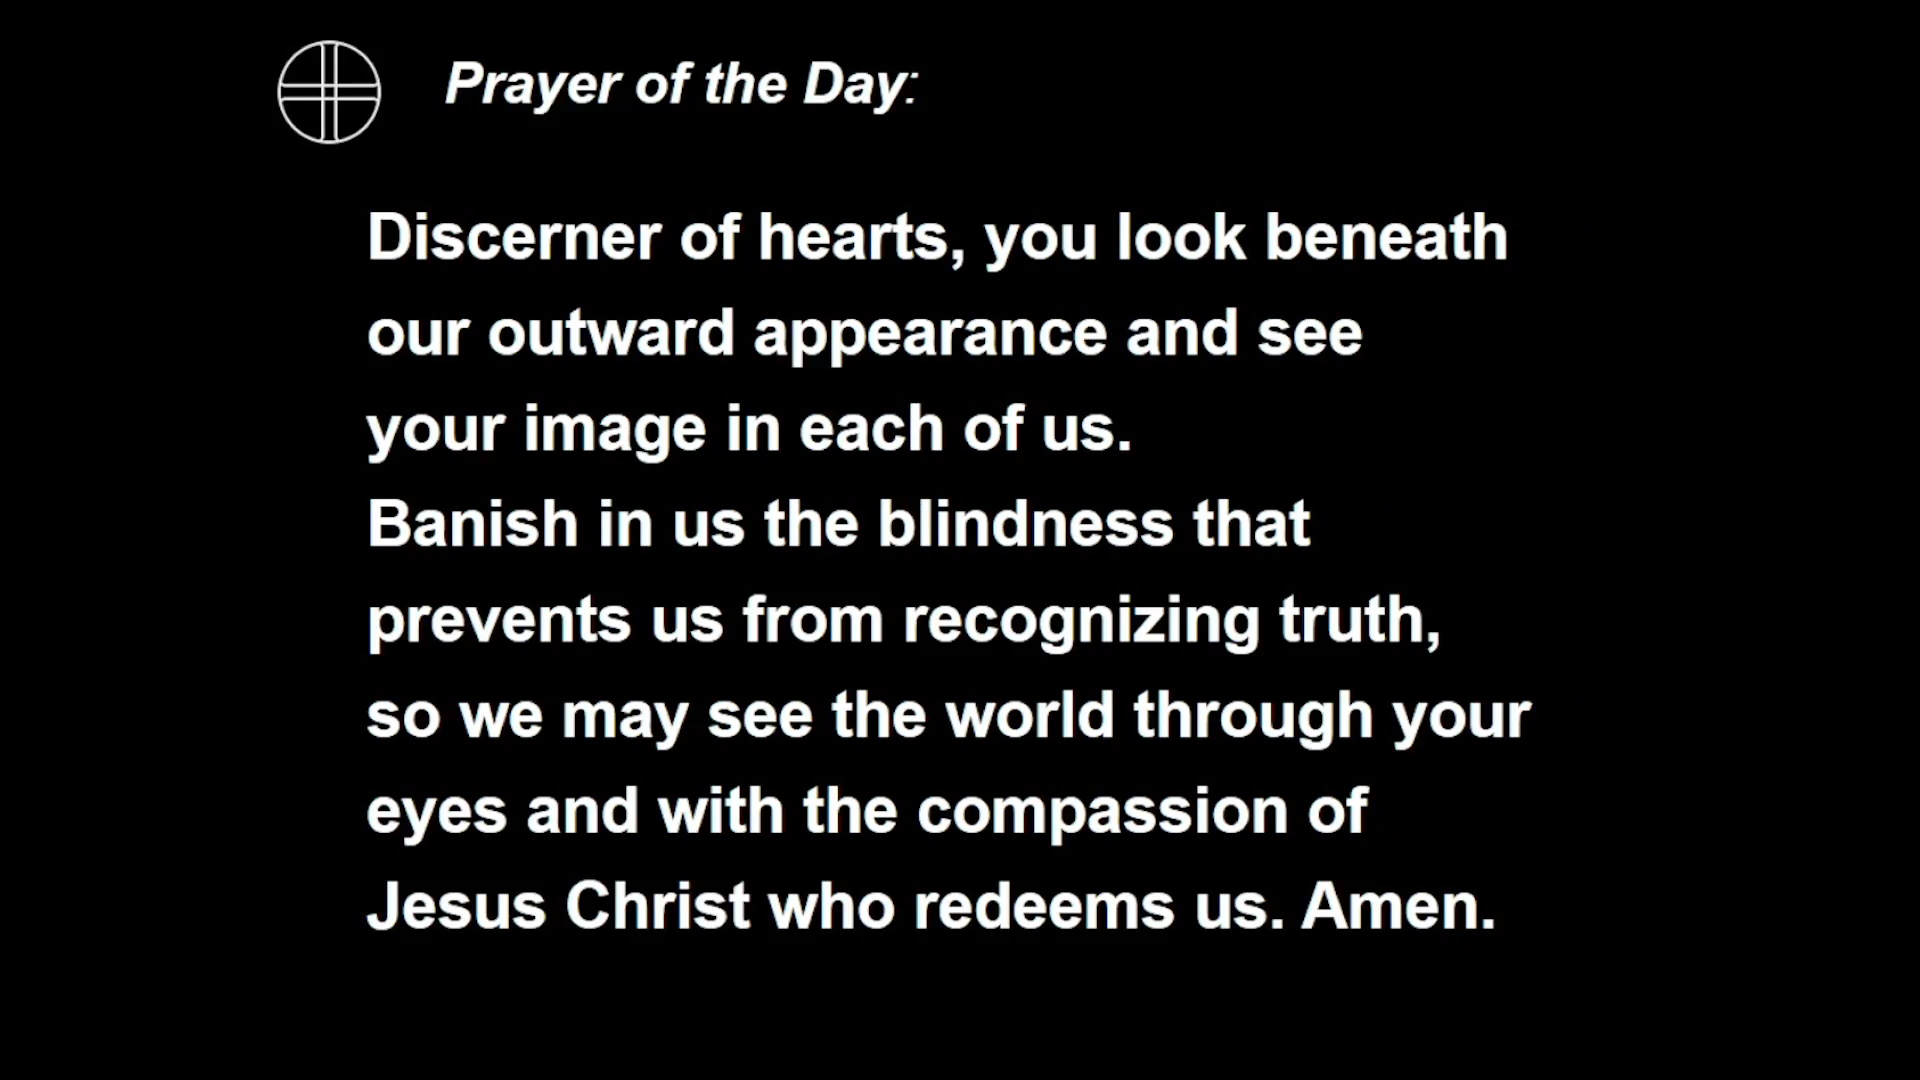 Prayer of the Day:
Discerner of hearts, you look beneath
our outward appearance and see
your image in each of us.
Banish in us the blindness that
prevents us from recognizing truth,
so we may see the world through your
eyes and with the compassion of
Jesus Christ who redeems us. Amen.